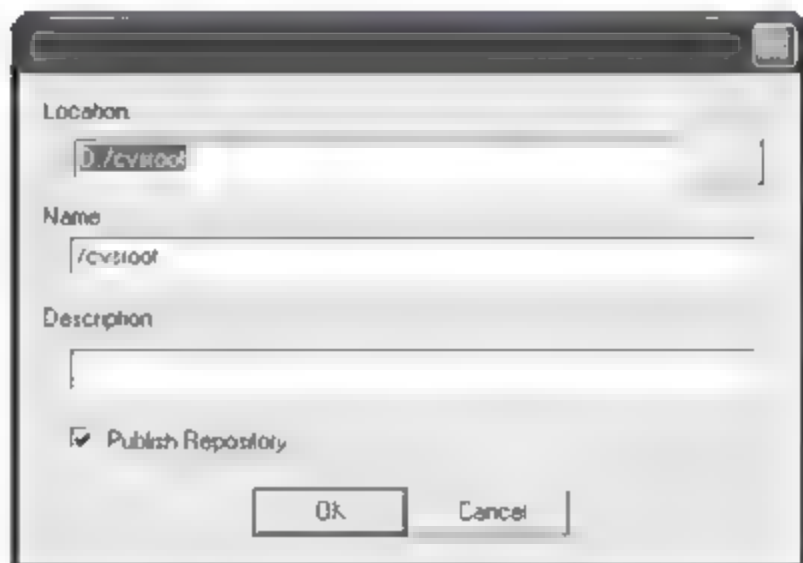 Location
D:/cvsroot
Name
/cvsroot
Description
Publish Repository
OK
Cancel